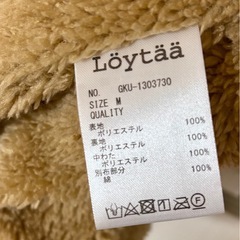 Löytää
NO. GKU-1303730
SIZE M
QUALITY
表地
ポリエステル 100%
裏地
ポリエステル 100%
中わた
ポリエステル 100%
別布部分
綿 100%